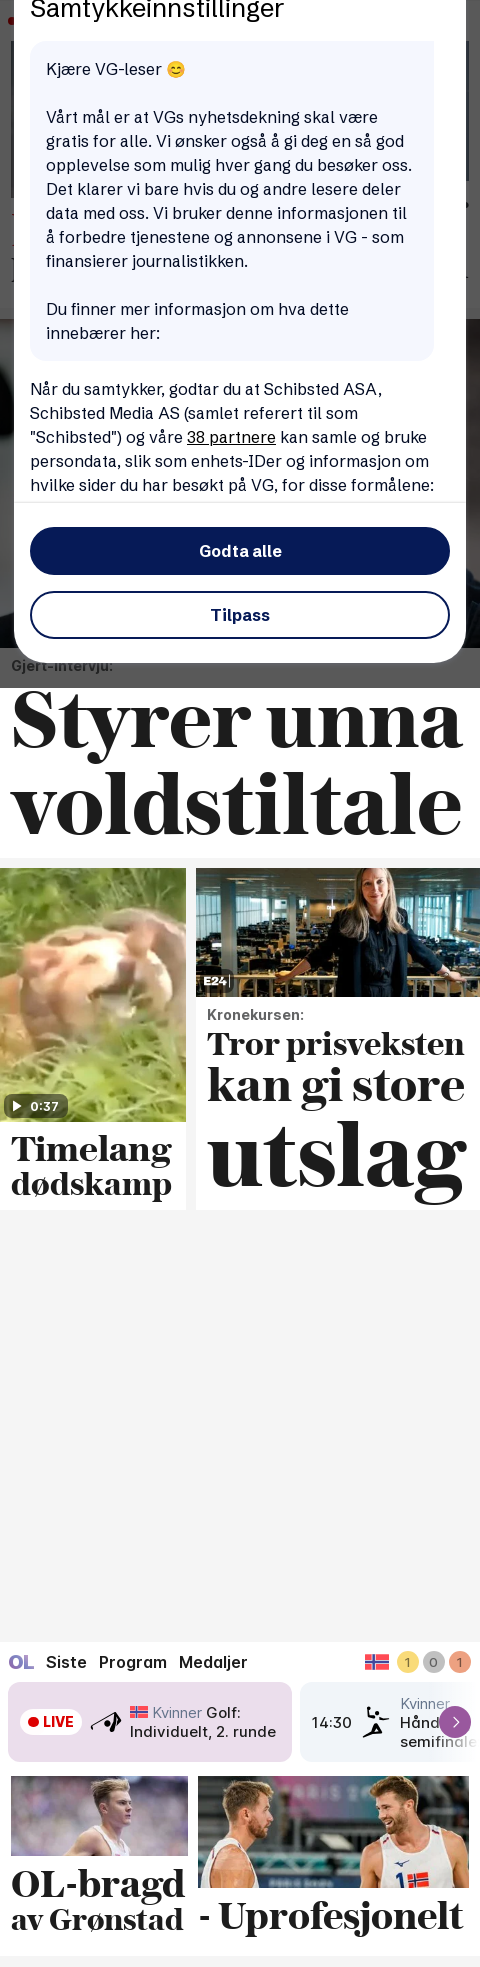 Samtykkeinnstillinger
Kjære VG-leser 😊
Vårt mål er at VGs nyhetsdekning skal være
gratis for alle. Vi ønsker også å gi deg en så god
opplevelse som mulig hver gang du besøker oss.
Det klarer vi bare hvis du og andre lesere deler
data med oss. Vi bruker denne informasjonen til
å forbedre tjenestene og annonsene i VG - som
finansierer journalistikken.
Du finner mer informasjon om hva dette
innebærer her:
Når du samtykker, godtar du at Schibsted ASA,
Schibsted Media AS (samlet referert til som
"Schibsted") og våre 38 partnere kan samle og bruke
persondata, slik som enhets-IDer og informasjon om
hvilke sider du har besøkt på VG, for disse formålene:
Godta alle
Tilpass
Gjert-intervju:
Styrer unna
voldstiltale
0:37
Timelang
dødskamp
E24
Kronekursen:
Tror prisveksten
kan gi store
utslag
OL Siste Program Medaljer 1 0 1
LIVE
Kvinner Golf:
Individuelt, 2. runde
14:30
Kvinner
Hånd
semifinale
OL-bragd
av Grønstad
- Uprofesjonelt